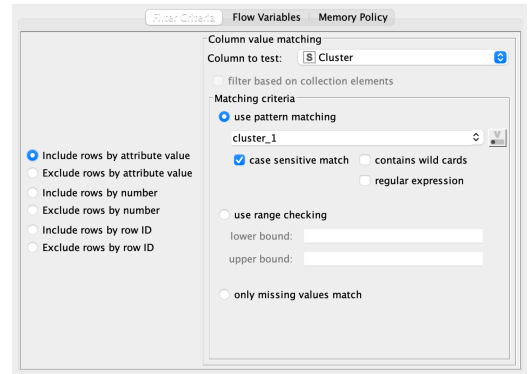 Filter Criteria Flow Variables Memory Policy
Column value matching
Column to test: S Cluster
filter based on collection elements
Matching criteria
use pattern matching
cluster_1
V
case sensitive match contains wild cards
regular expression
Include rows by attribute value
Exclude rows by attribute value
Include rows by number
Exclude rows by number
Include rows by row ID
Exclude rows by row ID
use range checking
lower bound:
upper bound:
only missing values match